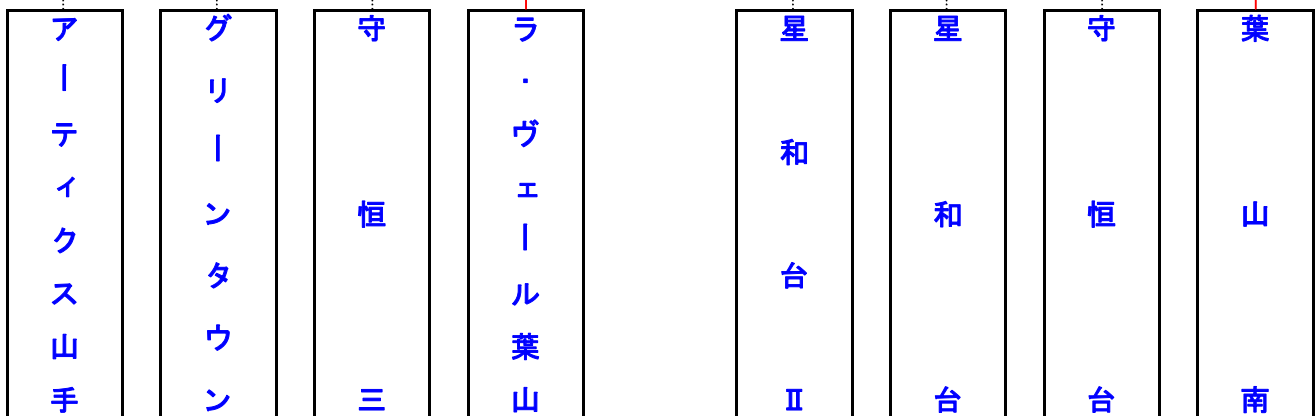 アーティクス山手
グリーンタウン
守恒三
ラ・ヴェール葉山
星和台Ⅱ
星和台
守恒台
葉山南